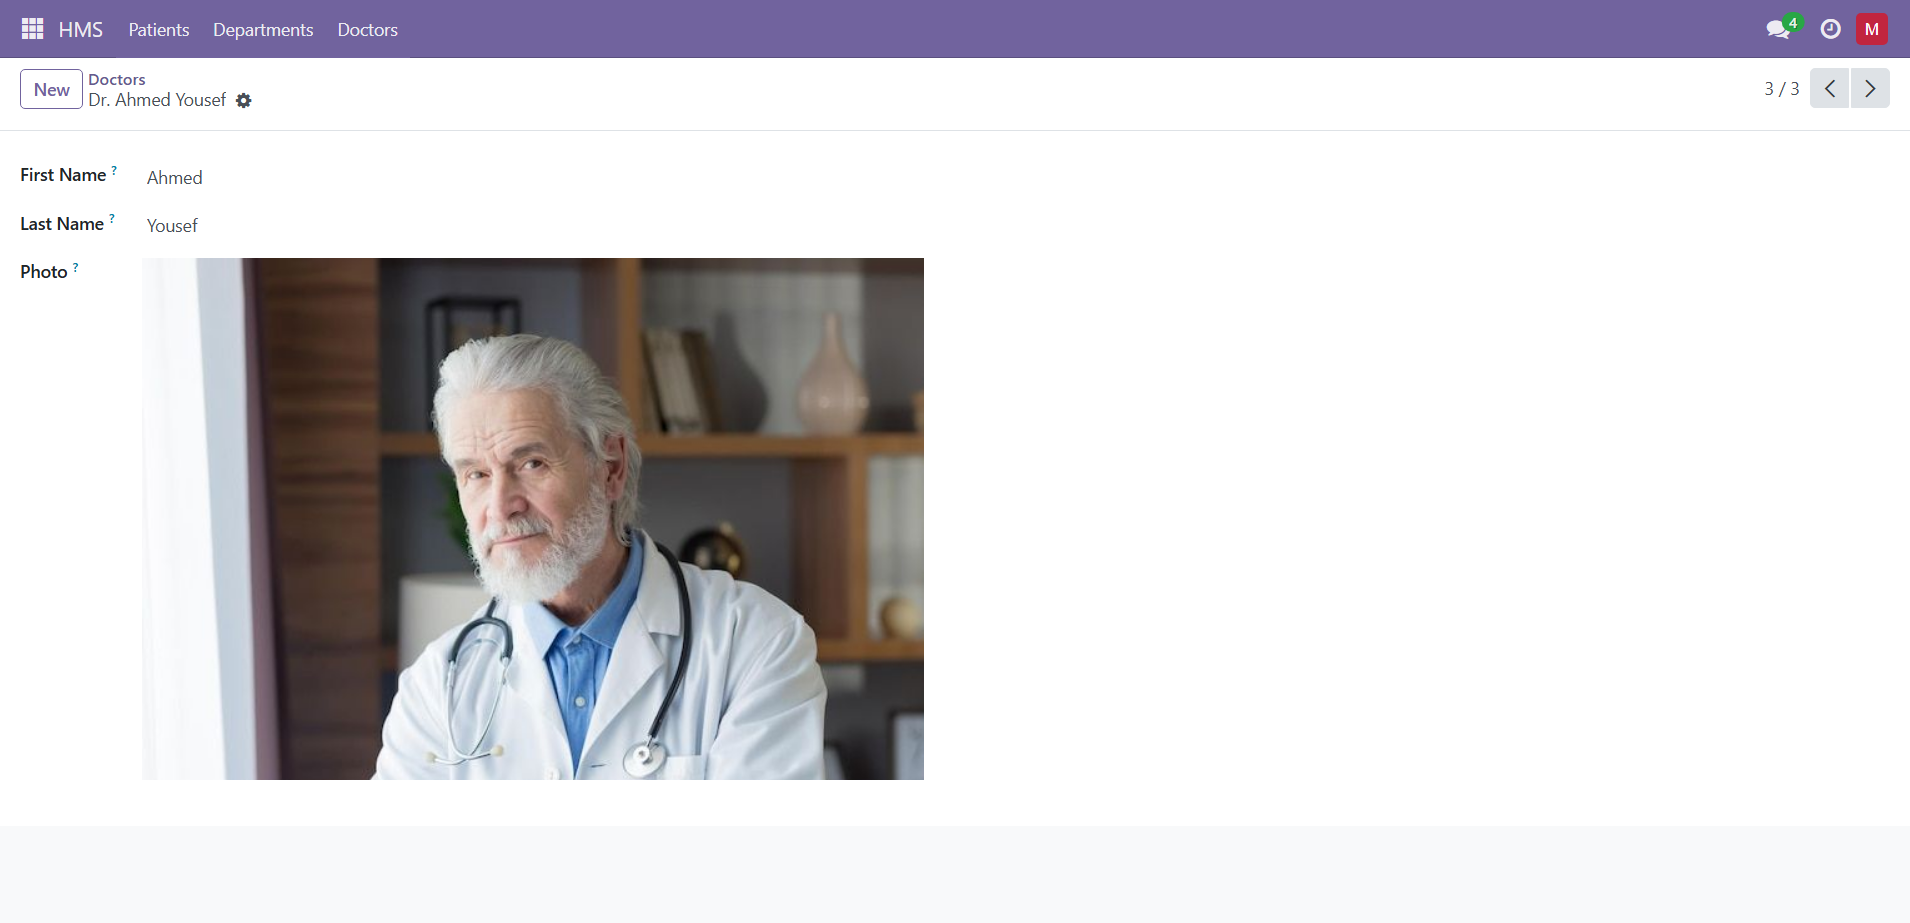 HMS Patients Departments Doctors 4 M
New Doctors 3 / 3
Dr. Ahmed Yousef
First Name ? Ahmed
Last Name ? Yousef
Photo ?